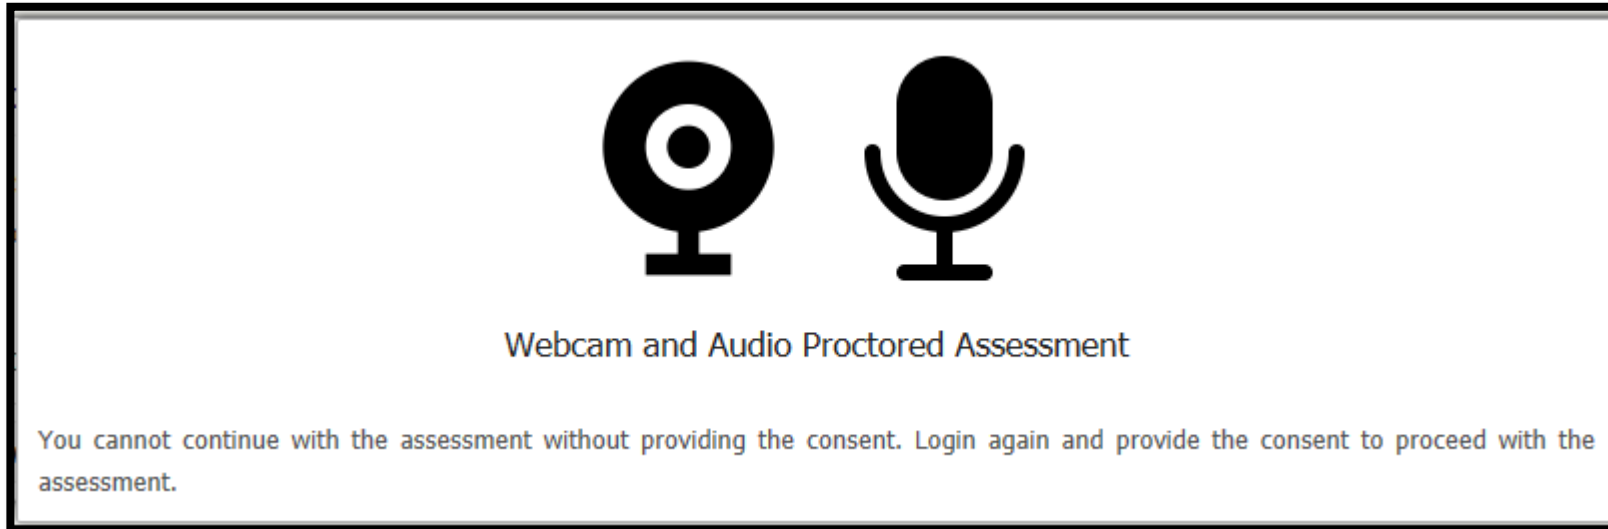 Webcam and Audio Proctored Assessment
You cannot continue with the assessment without providing the consent. Login again and provide the consent to proceed with the
assessment.